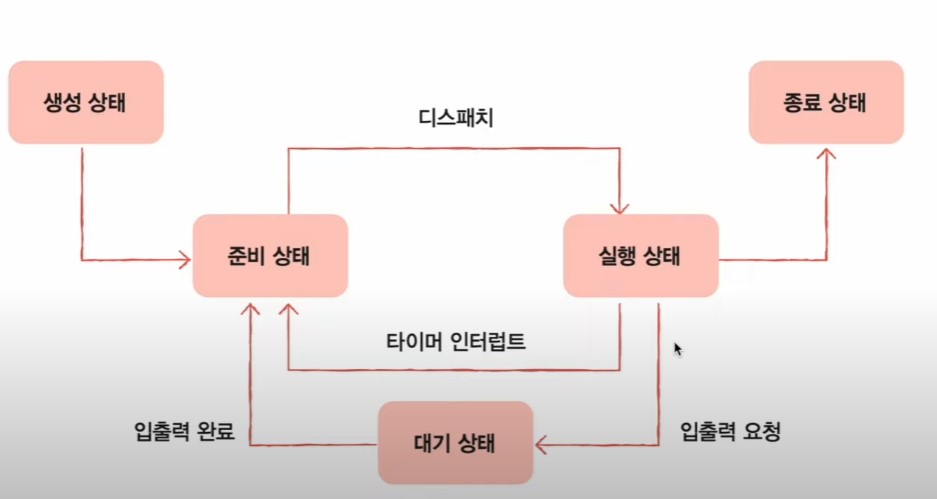 생성 상태
종료 상태
디스패치
준비 상태
실행 상태
타이머 인터럽트
입출력 완료
대기 상태
입출력 요청